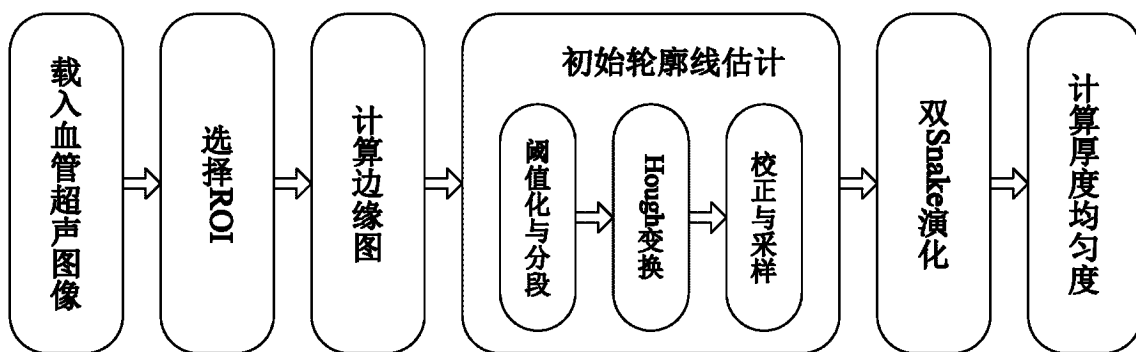 载入血管超声图像
选择ROI
计算边缘图
初始轮廓线估计
阈值化与分段
Hough变换
校正与采样
双Snake演化
计算厚度均匀度